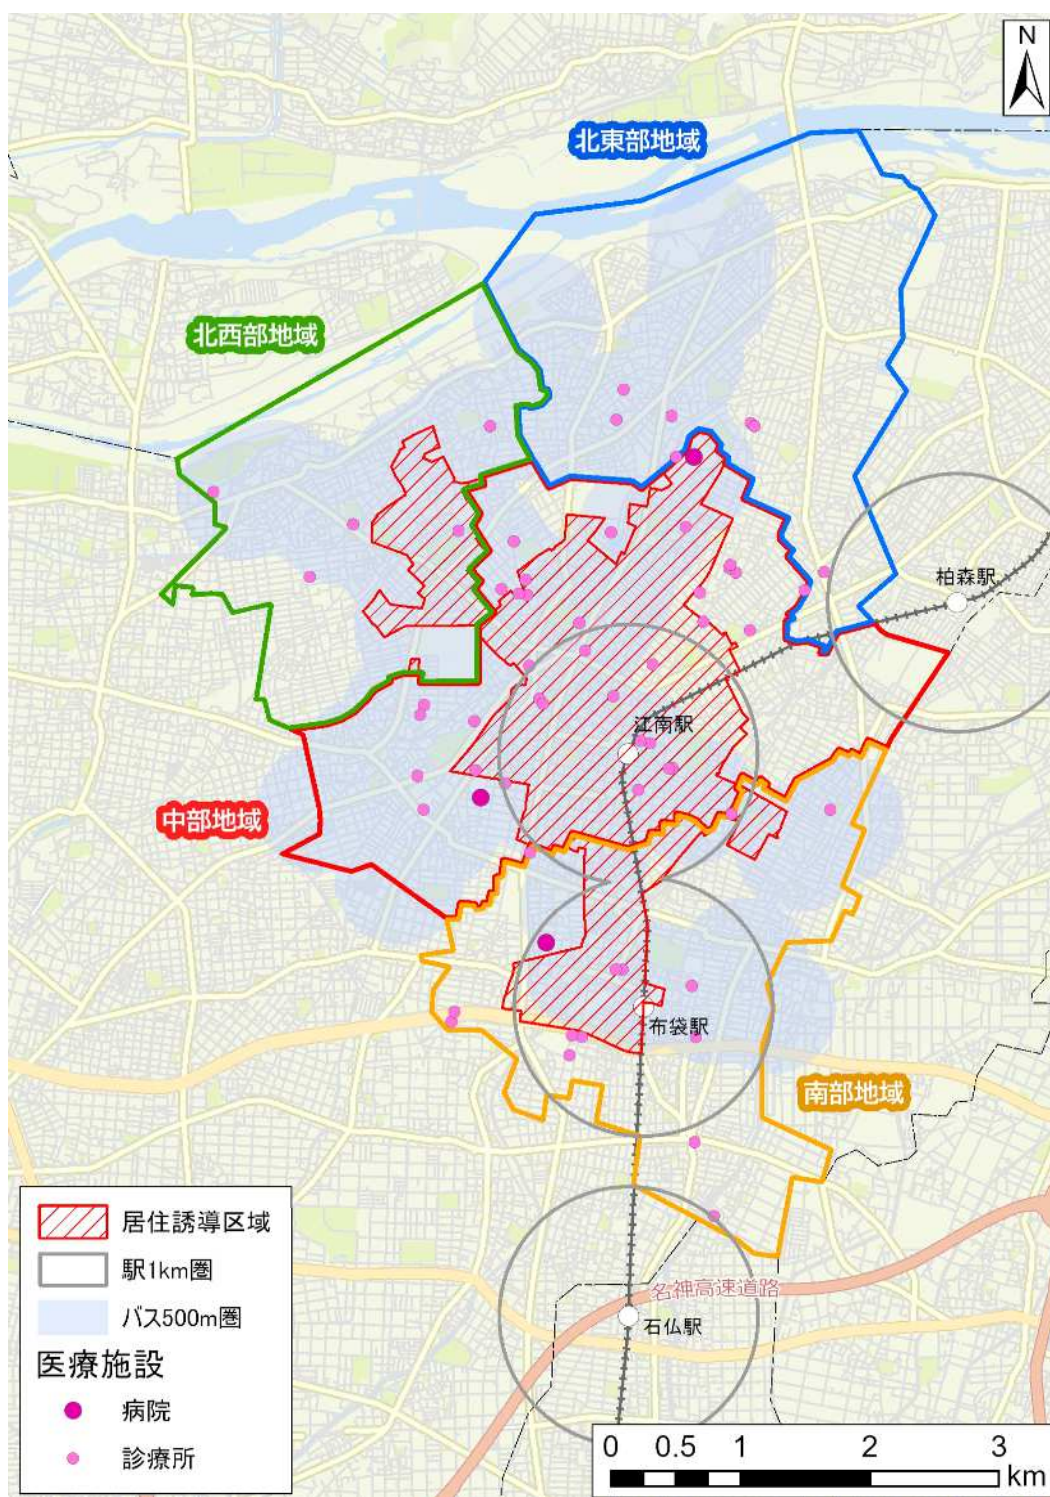 N
北東部地域
北西部地域
柏森駅
江南駅
中部地域
布袋駅
南部地域
名神高速道路
石仏駅
居住誘導区域
駅1km圏
バス500m圏
医療施設
病院
診療所
0 0.5 1 2 3
km